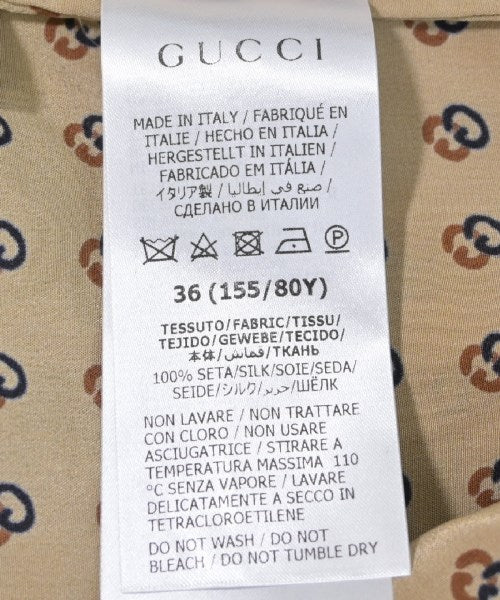 GUCCI
MADE IN ITALY / FABRIQUÉ EN
ITALIE / HECHO EN ITALIA /
HERGESTELLT IN ITALIEN /
FABRICADO EM ITÁLIA /
イタリア製 / صنع في إيطاليا /
СДЕЛАНО В ИТАЛИИ
P
36 (155/80Y)
TESSUTO/FABRIC/TISSU/
TEJIDO/GEWEBE/TECIDO/
本体/قماش/ТКАНЬ
100% SETA/SILK/SOIE/SEDA/
SEIDE/シルク/حرير/ШЁЛК
NON LAVARE / NON TRATTARE
CON CLORO / NON USARE
ASCIUGATRICE / STIRARE A
TEMPERATURA MASSIMA 110
°C SENZA VAPORE / LAVARE
DELICATAMENTE A SECCO IN
TETRACLOROETILENE
DO NOT WASH / DO NOT
BLEACH / DO NOT TUMBLE DRY